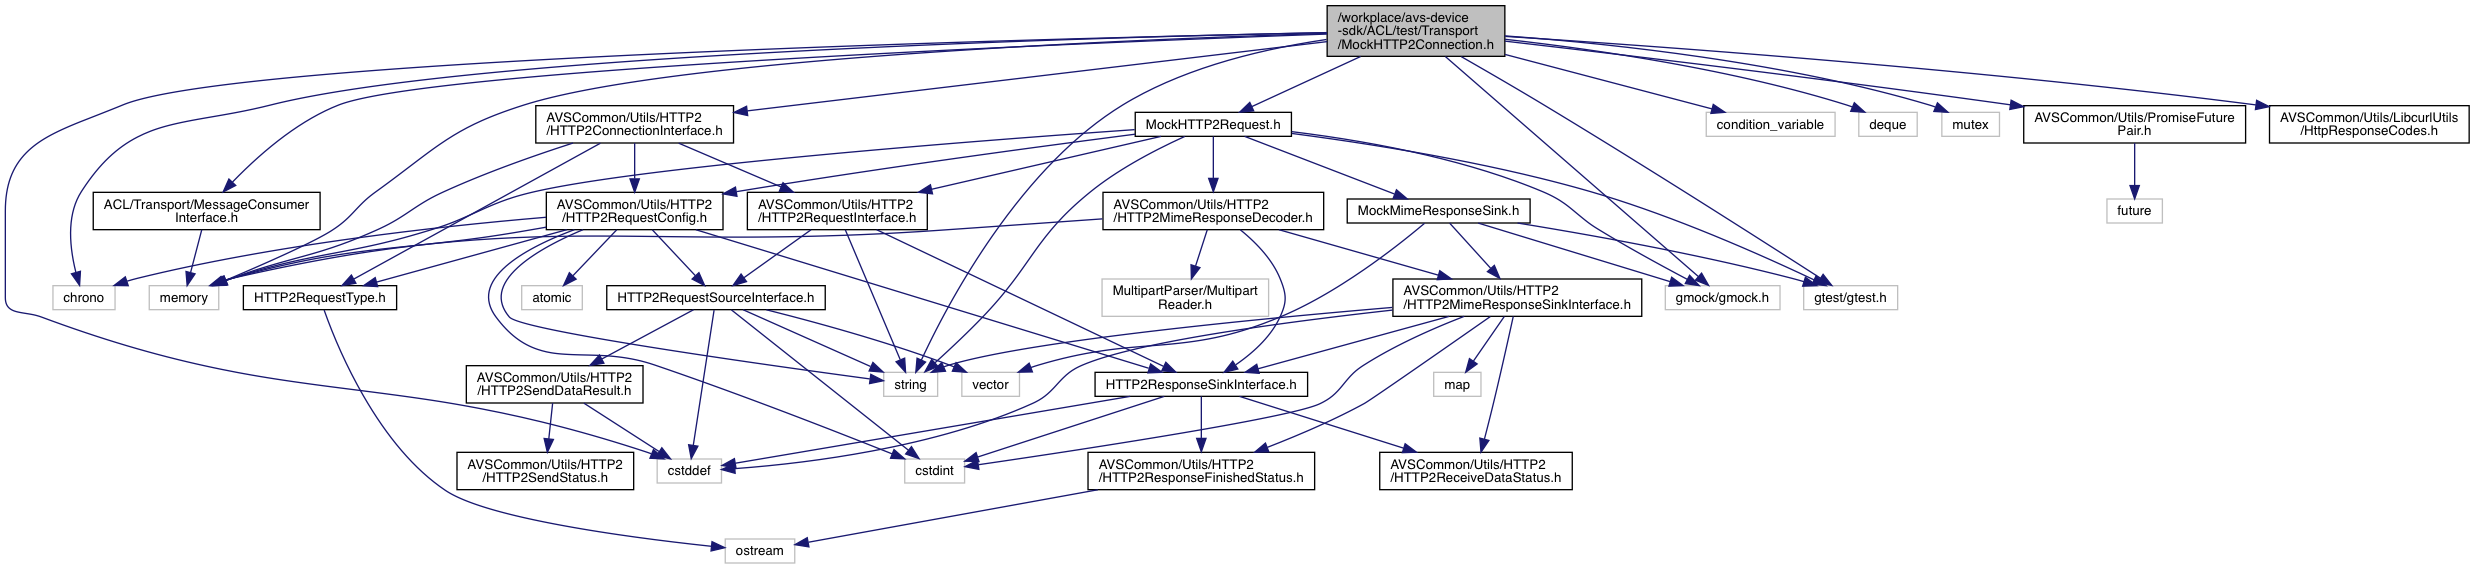 /workplace/avs-device
-sdk/ACL/test/Transport
/MockHTTP2Connection.h
AVSCommon/Utils/HTTP2
/HTTP2ConnectionInterface.h
MockHTTP2Request.h
condition_variable
deque
mutex
AVSCommon/Utils/PromiseFuture
Pair.h
AVSCommon/Utils/LibcurlUtils
/HttpResponseCodes.h
ACL/Transport/MessageConsumer
Interface.h
AVSCommon/Utils/HTTP2
/HTTP2RequestConfig.h
AVSCommon/Utils/HTTP2
/HTTP2RequestInterface.h
AVSCommon/Utils/HTTP2
/HTTP2MimeResponseDecoder.h
MockMimeResponseSink.h
future
chrono
memory
HTTP2RequestType.h
atomic
HTTP2RequestSourceInterface.h
MultipartParser/Multipart
Reader.h
AVSCommon/Utils/HTTP2
/HTTP2MimeResponseSinkInterface.h
gmock/gmock.h
gtest/gtest.h
AVSCommon/Utils/HTTP2
/HTTP2SendDataResult.h
string
vector
HTTP2ResponseSinkInterface.h
map
AVSCommon/Utils/HTTP2
/HTTP2SendStatus.h
cstddef
cstdint
AVSCommon/Utils/HTTP2
/HTTP2ResponseFinishedStatus.h
AVSCommon/Utils/HTTP2
/HTTP2ReceiveDataStatus.h
ostream